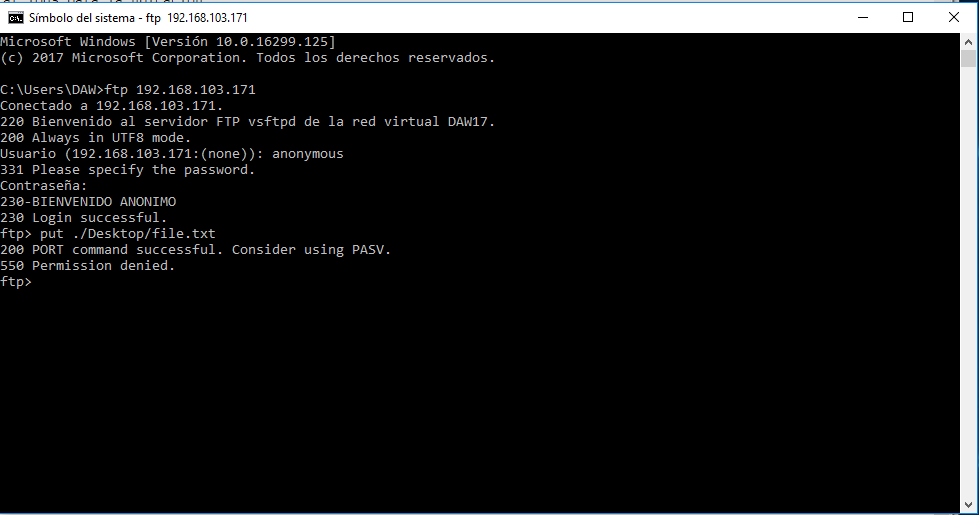 Símbolo del sistema - ftp 192.168.103.171
Microsoft Windows [Versión 10.0.16299.125]
(c) 2017 Microsoft Corporation. Todos los derechos reservados.
C:\Users\DAW>ftp 192.168.103.171
Conectado a 192.168.103.171.
220 Bienvenido al servidor FTP vsftpd de la red virtual DAW17.
200 Always in UTF8 mode.
Usuario (192.168.103.171:(none)): anonymous
331 Please specify the password.
Contraseña:
230-BIENVENIDO ANONIMO
230 Login successful.
ftp> put ./Desktop/file.txt
200 PORT command successful. Consider using PASV.
550 Permission denied.
ftp>